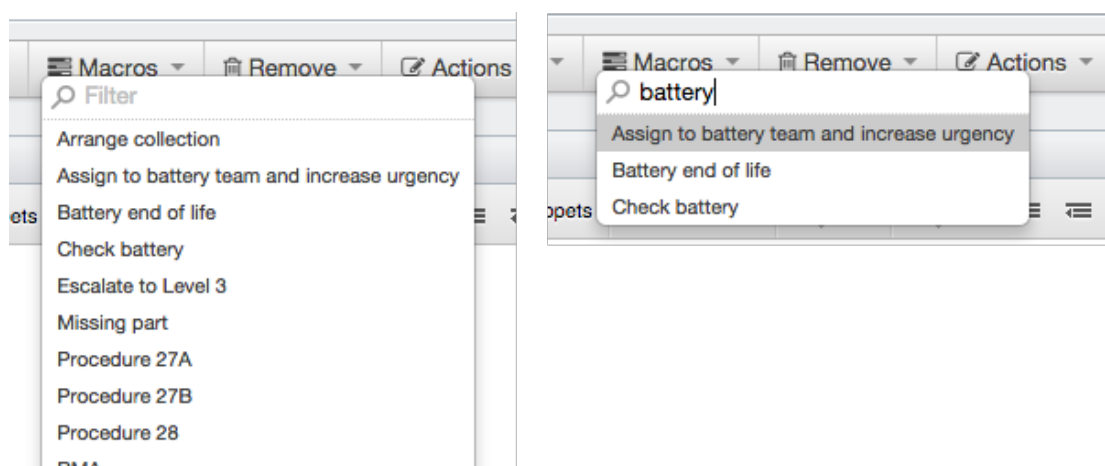 Macros Remove Actions
Filter
Arrange collection
Assign to battery team and increase urgency
ets Battery end of life
Check battery
Escalate to Level 3
Missing part
Procedure 27A
Procedure 27B
Procedure 28
Macros Remove Actions
battery
Assign to battery team and increase urgency
Battery end of life
ppets Check battery